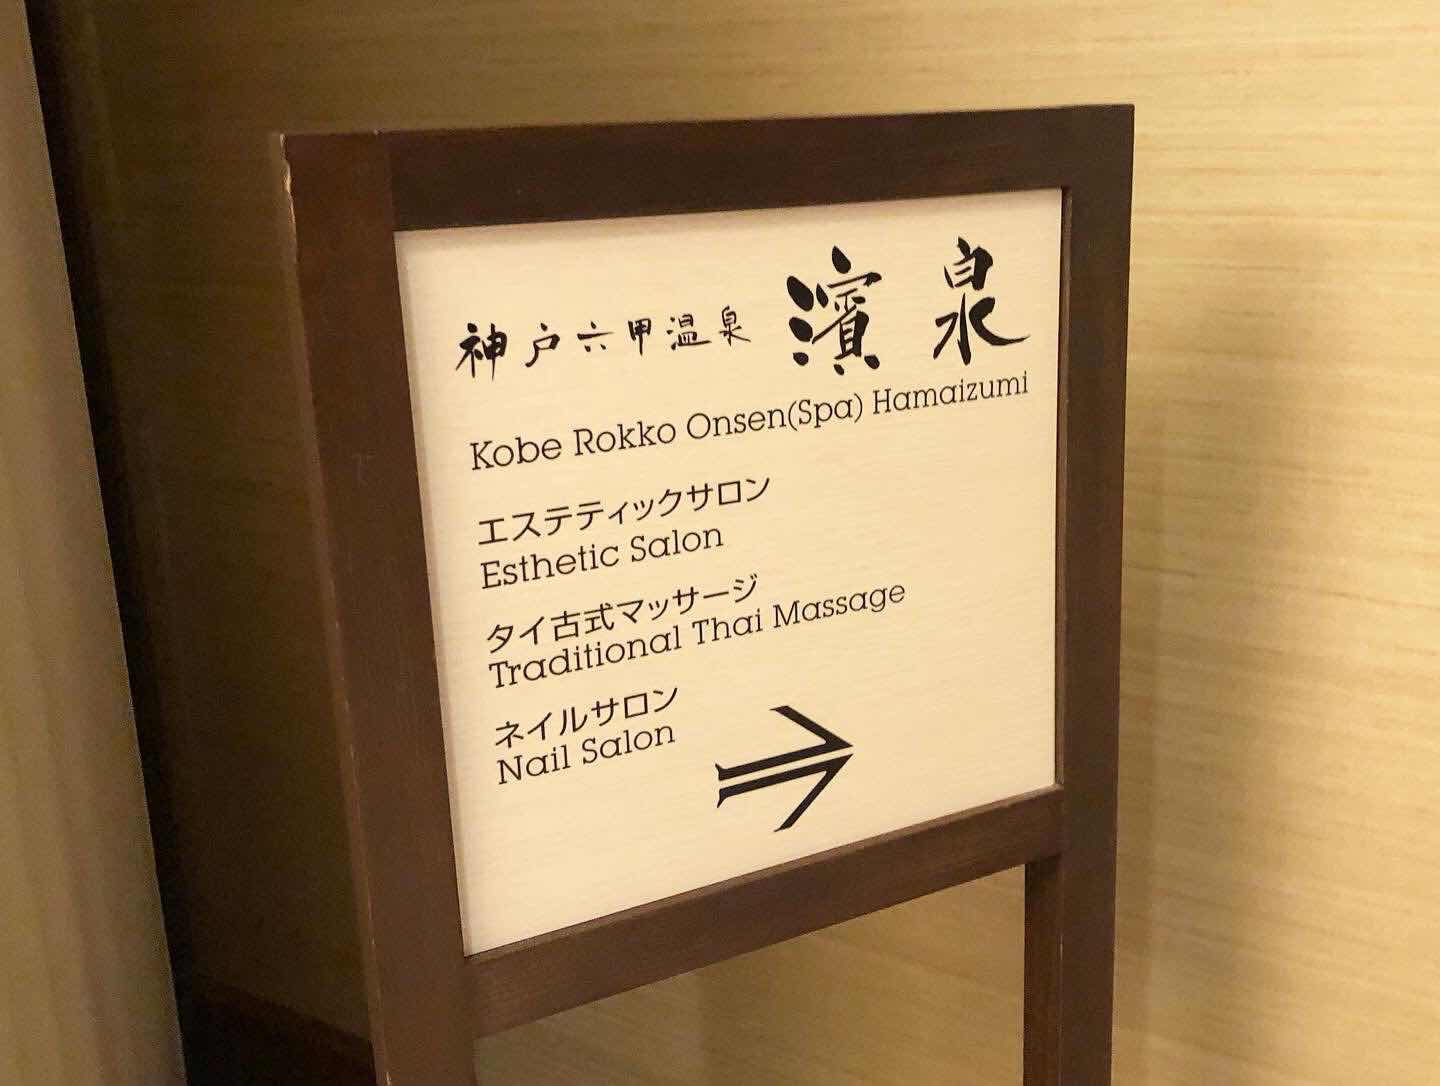 神戸六甲温泉 濱泉
Kobe Rokko Onsen(Spa) Hamaizumi
エステティックサロン
Esthetic Salon
タイ古式マッサージ
Traditional Thai Massage
ネイルサロン
Nail Salon